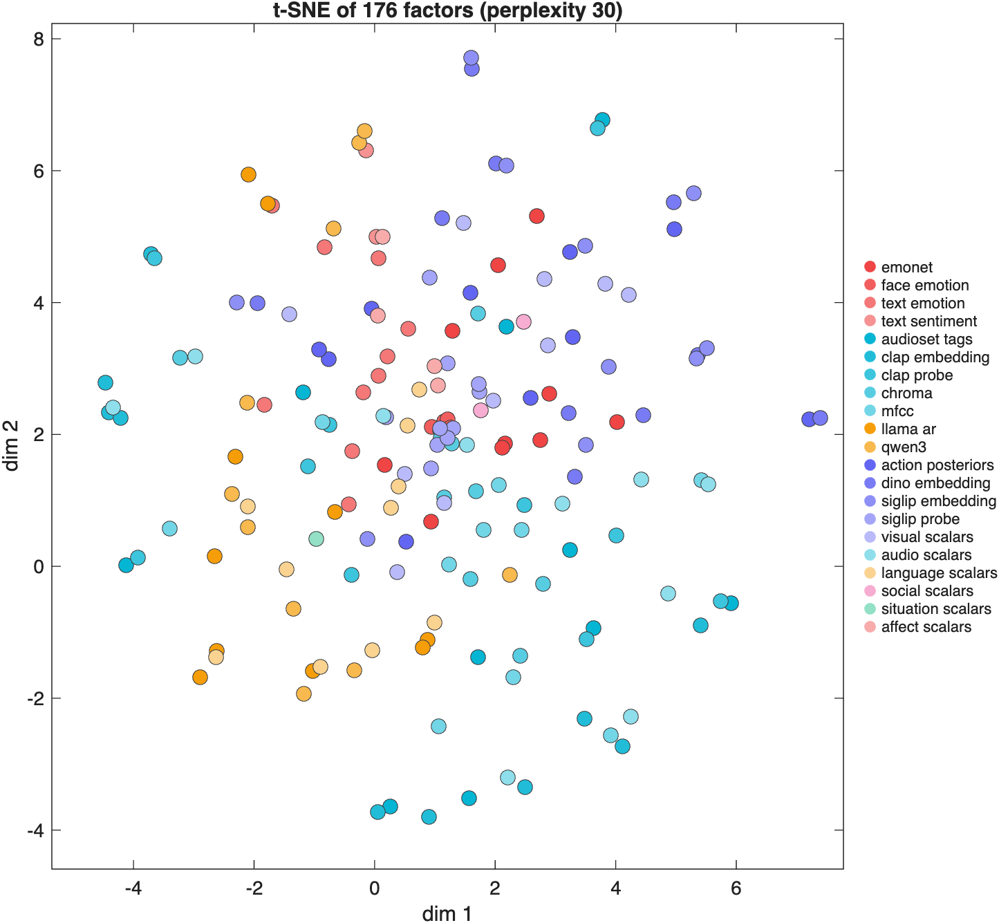 t-SNE of 176 factors (perplexity 30)
8
6
4
2
0
-2
-4
dim 2
-4
-2
0
2
4
6
dim 1
emonet
face emotion
text emotion
text sentiment
audioset tags
clap embedding
clap probe
chroma
mfcc
llama ar
qwen3
action posteriors
dino embedding
siglip embedding
siglip probe
visual scalars
audio scalars
language scalars
social scalars
situation scalars
affect scalars